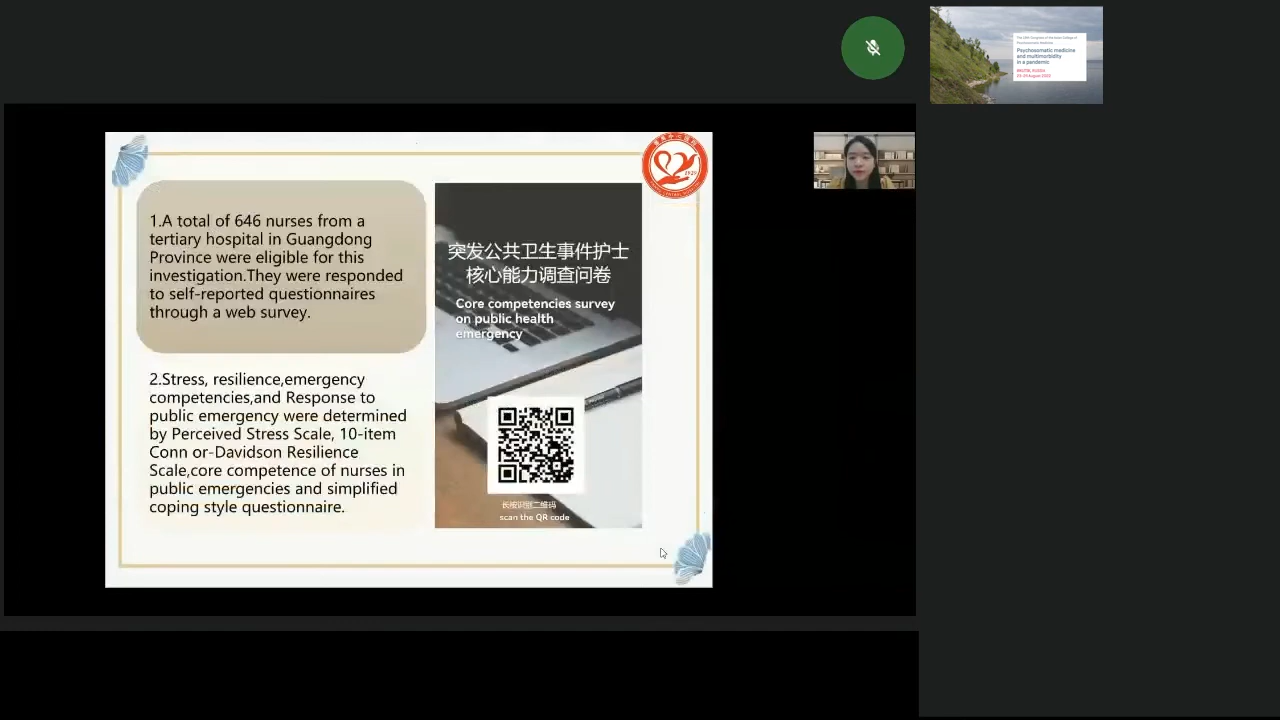 1.A total of 646 nurses from a
tertiary hospital in Guangdong
Province were eligible for this
investigation.They were responded
to self-reported questionnaires
through a web survey.
2.Stress, resilience,emergency
competencies,and Response to
public emergency were determined
by Perceived Stress Scale, 10-item
Conn or-Davidson Resilience
Scale,core competence of nurses in
public emergencies and simplified
coping style questionnaire.
突发公共卫生事件护士
核心能力调查问卷
Core competencies survey
on public health
emergency
长按识别二维码
scan the QR code
1929
Psychosomatic medicine
and multimorbidity
in a pandemic